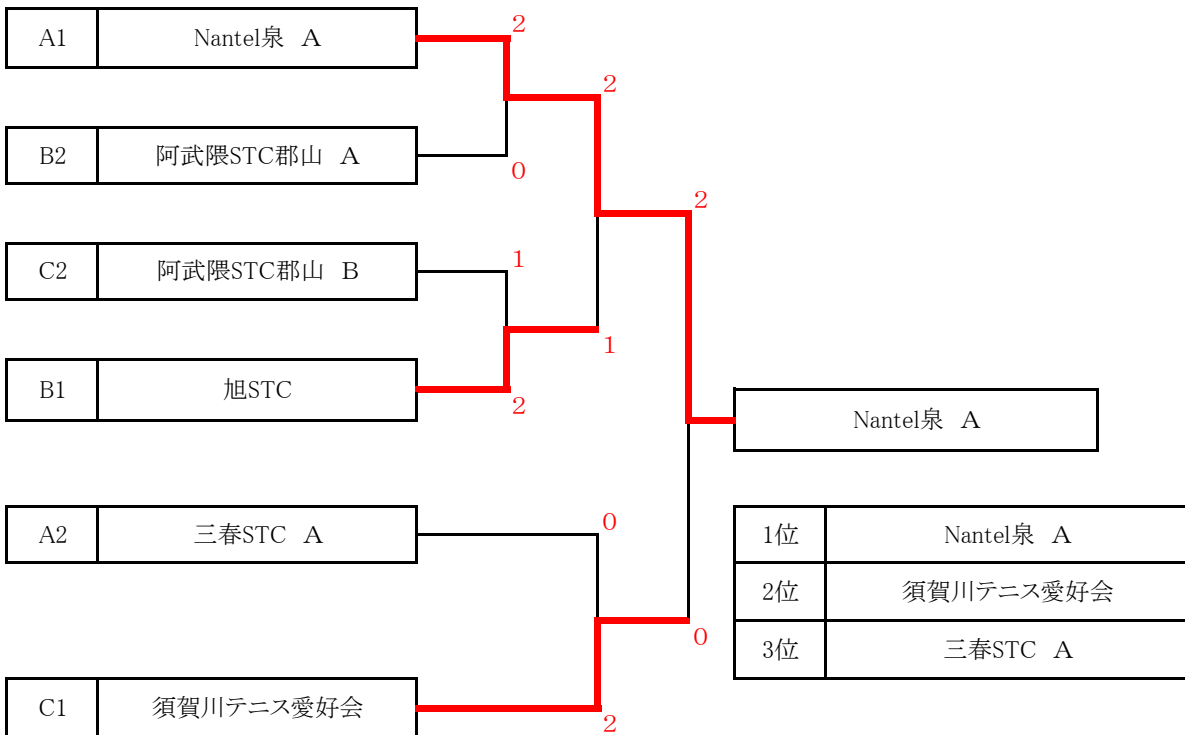 A1 Nantel泉 A 2
2
B2 阿武隈STC郡山 A 0
2
C2 阿武隈STC郡山 B 1
1
B1 旭STC 2
Nantel泉 A
A2 三春STC A 0
0
C1 須賀川テニス愛好会 2
1位 Nantel泉 A
2位 須賀川テニス愛好会
3位 三春STC A